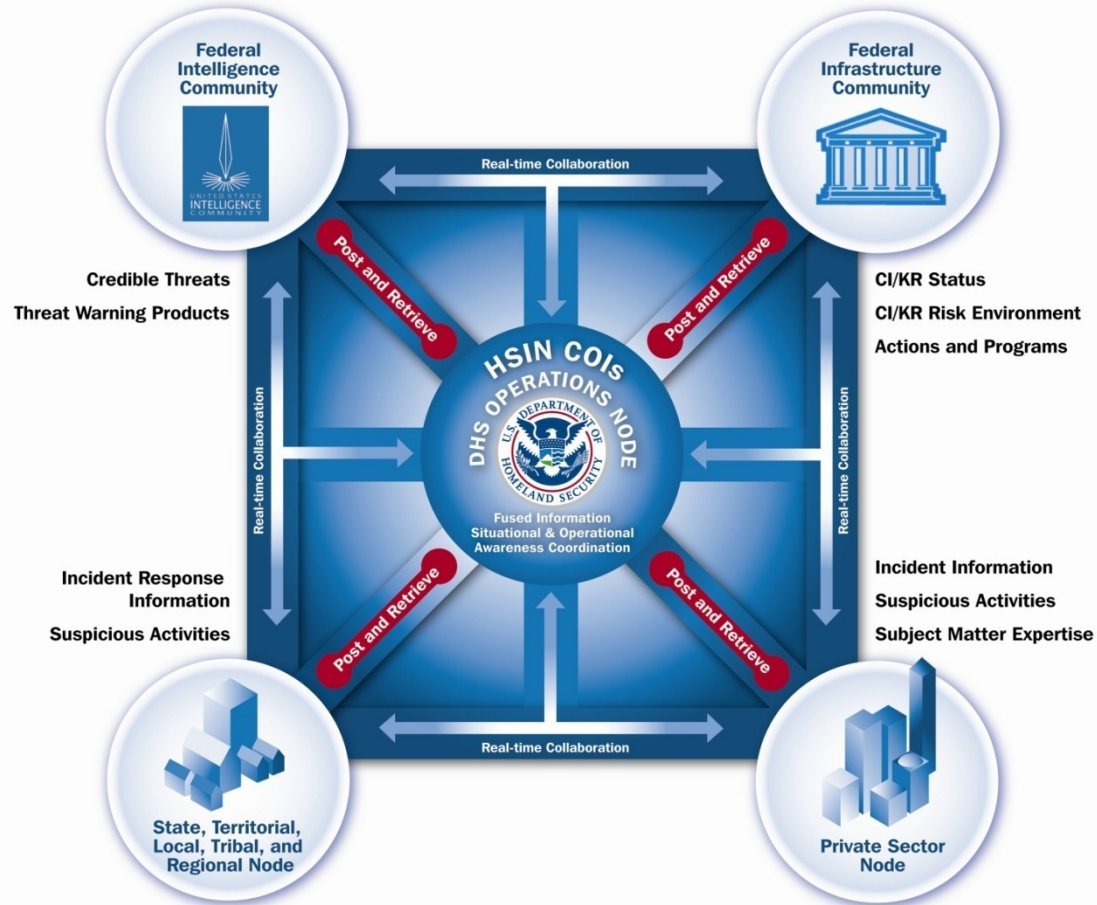 Federal
Intelligence
Community
UNITED STATES
INTELLIGENCE
COMMUNITY
Federal
Infrastructure
Community
Real-time Collaboration
Post and Retrieve
Post and Retrieve
Credible Threats
Threat Warning Products
CI/KR Status
CI/KR Risk Environment
Actions and Programs
Real-time Collaboration
Real-time Collaboration
HSIN COIs
DHS OPERATIONS NODE
U.S. DEPARTMENT OF
HOMELAND SECURITY
Fused Information
Situational & Operational
Awareness Coordination
Incident Response
Information
Suspicious Activities
Incident Information
Suspicious Activities
Subject Matter Expertise
Post and Retrieve
Post and Retrieve
Real-time Collaboration
State, Territorial,
Local, Tribal, and
Regional Node
Private Sector
Node